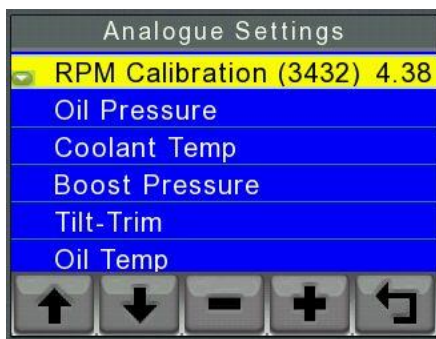 Analogue Settings
RPM Calibration (3432) 4.38
Oil Pressure
Coolant Temp
Boost Pressure
Tilt-Trim
Oil Temp